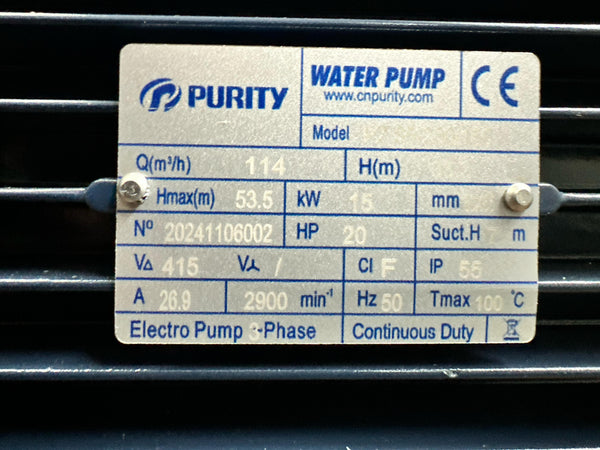 PURITY
WATER PUMP
www.cnpurity.com
CE
Model
Q(m³/h) 114 H(m)
Hmax(m) 53.5 kW 15 mm
Nº 20241106002 HP 20 Suct.H m
V△ 415 V⅄ / Cl F IP 55
A 26.9 2900 min⁻¹ Hz 50 Tmax 100 °C
Electro Pump 3-Phase Continuous Duty